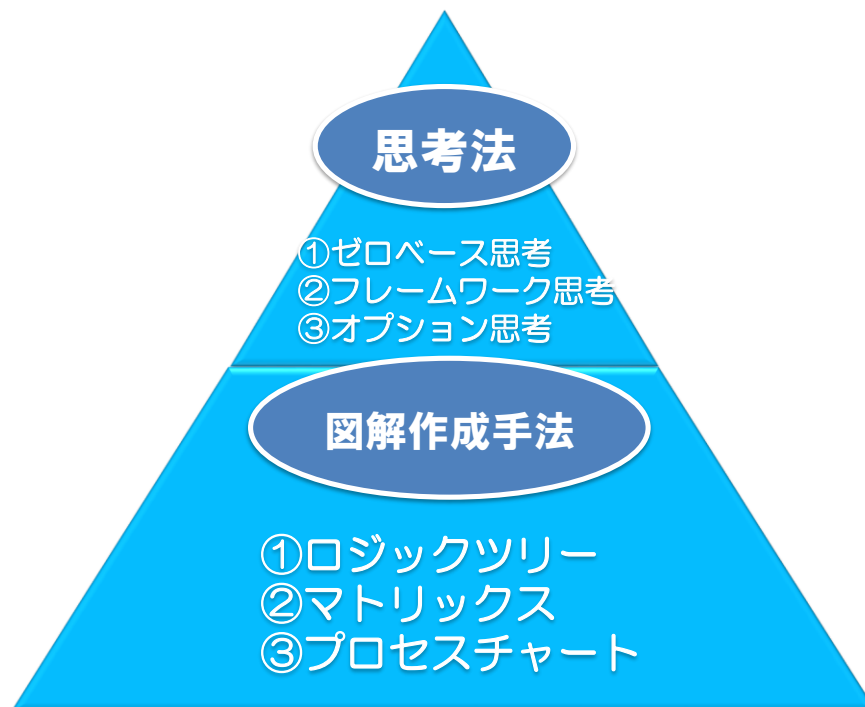 思考法
①ゼロベース思考
②フレームワーク思考
③オプション思考
図解作成手法
①ロジックツリー
②マトリックス
③プロセスチャート